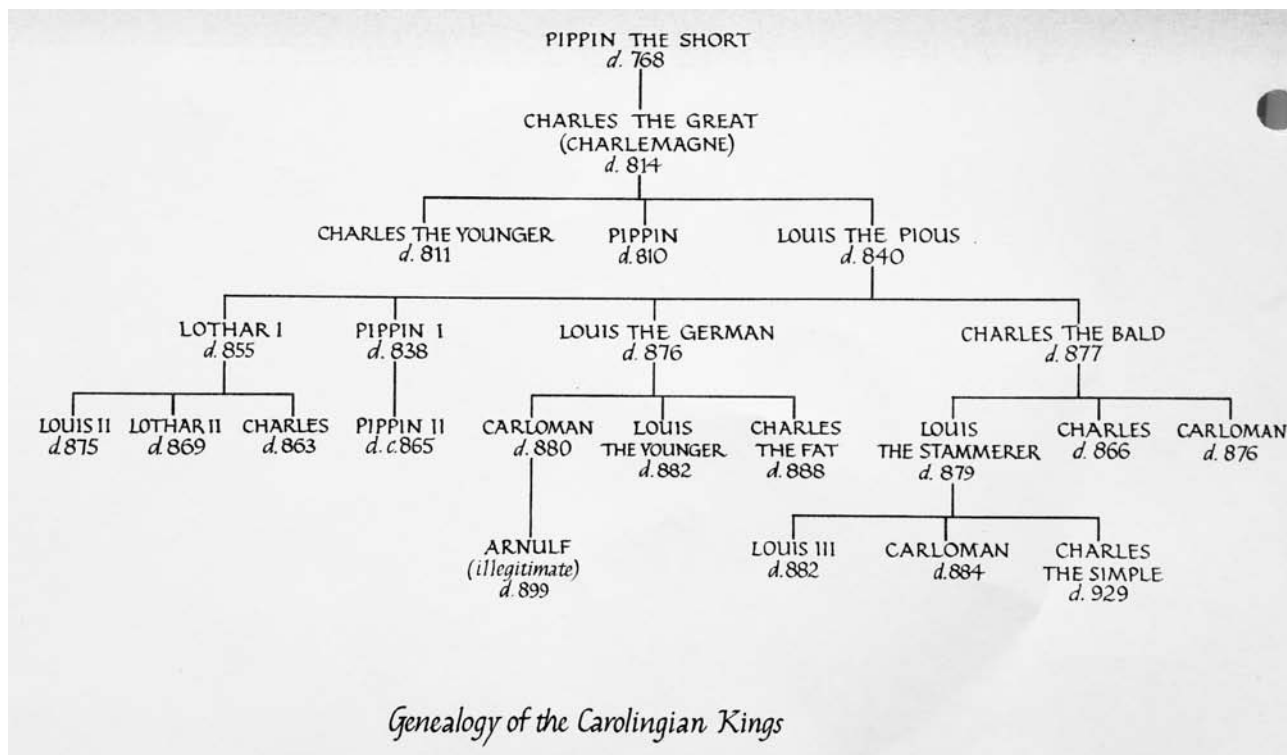 PIPPIN THE SHORT
d. 768
CHARLES THE GREAT
(CHARLEMAGNE)
d. 814
CHARLES THE YOUNGER
d. 811
PIPPIN
d. 810
LOUIS THE PIOUS
d. 840
LOTHAR I
d. 855
PIPPIN I
d. 838
LOUIS THE GERMAN
d. 876
CHARLES THE BALD
d. 877
LOUIS II
d. 875
LOTHAR II
d. 869
CHARLES
d. 863
PIPPIN II
d. c. 865
CARLOMAN
d. 880
LOUIS
THE YOUNGER
d. 882
CHARLES
THE FAT
d. 888
LOUIS
THE STAMMERER
d. 879
CHARLES
d. 866
CARLOMAN
d. 876
ARNULF
(illegitimate)
d. 899
LOUIS III
d. 882
CARLOMAN
d. 884
CHARLES
THE SIMPLE
d. 929
Genealogy of the Carolingian Kings